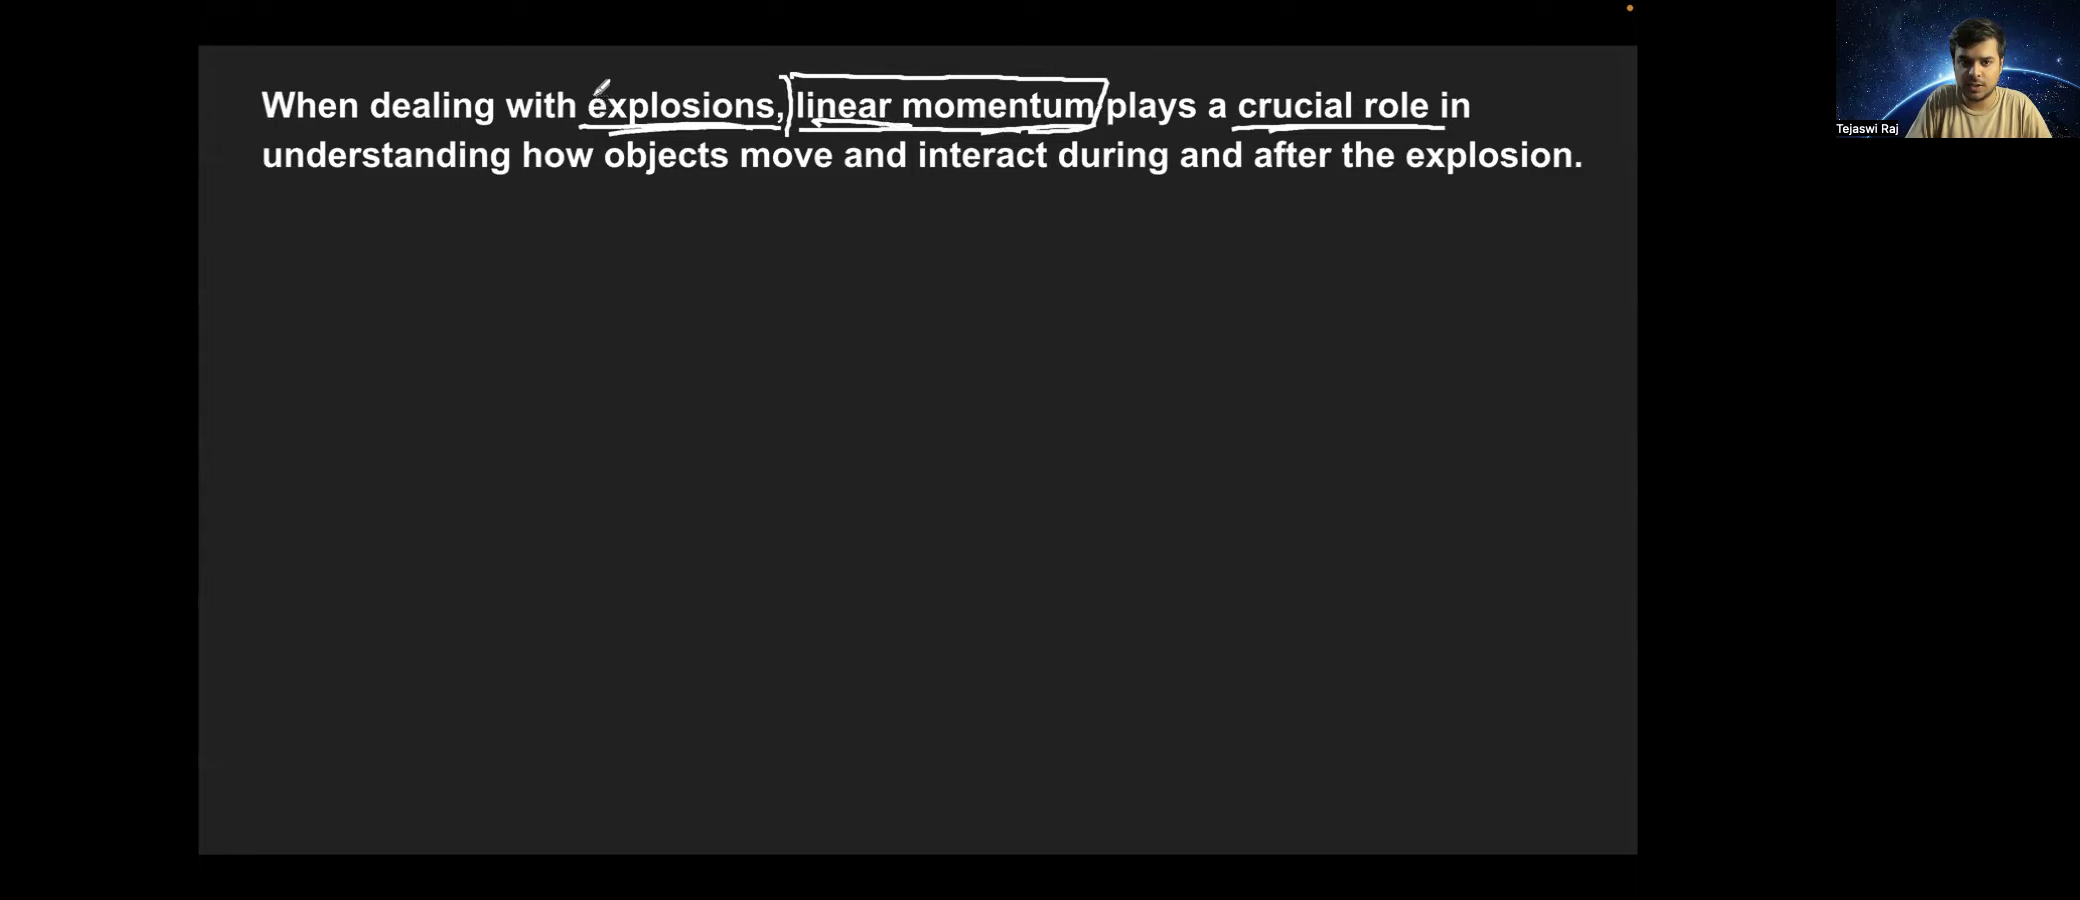 When dealing with explosions, linear momentum plays a crucial role in
understanding how objects move and interact during and after the explosion.
Tejaswi Raj